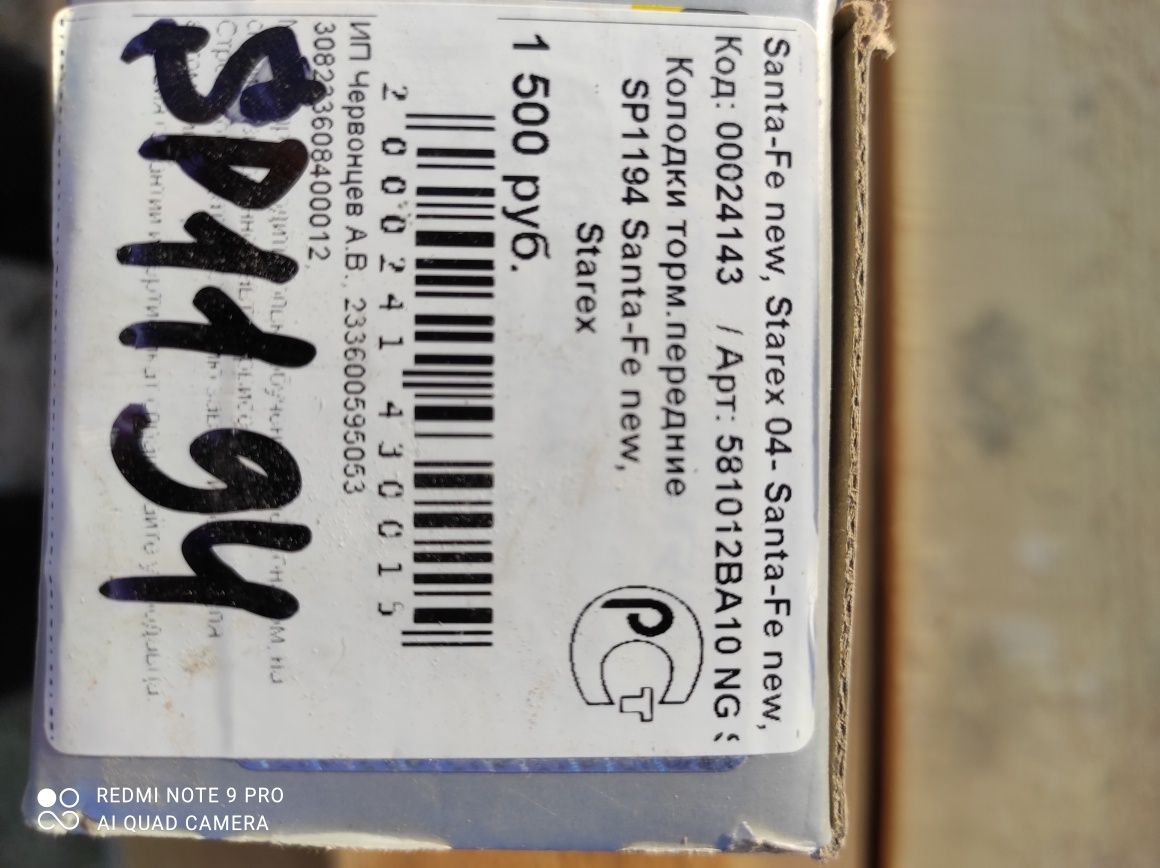 Santa-Fe new, Starex 04- Santa-Fe new,
Код: 00024143 / Арт: 581012BA10 NG
Колодки торм.передние
SP1194 Santa-Fe new,
Starex
РСТ
1 500 руб.
2000241430015
ИП Червонцев А.В., 233600595053
308233608400012,
SP1194
REDMI NOTE 9 PRO
AI QUAD CAMERA